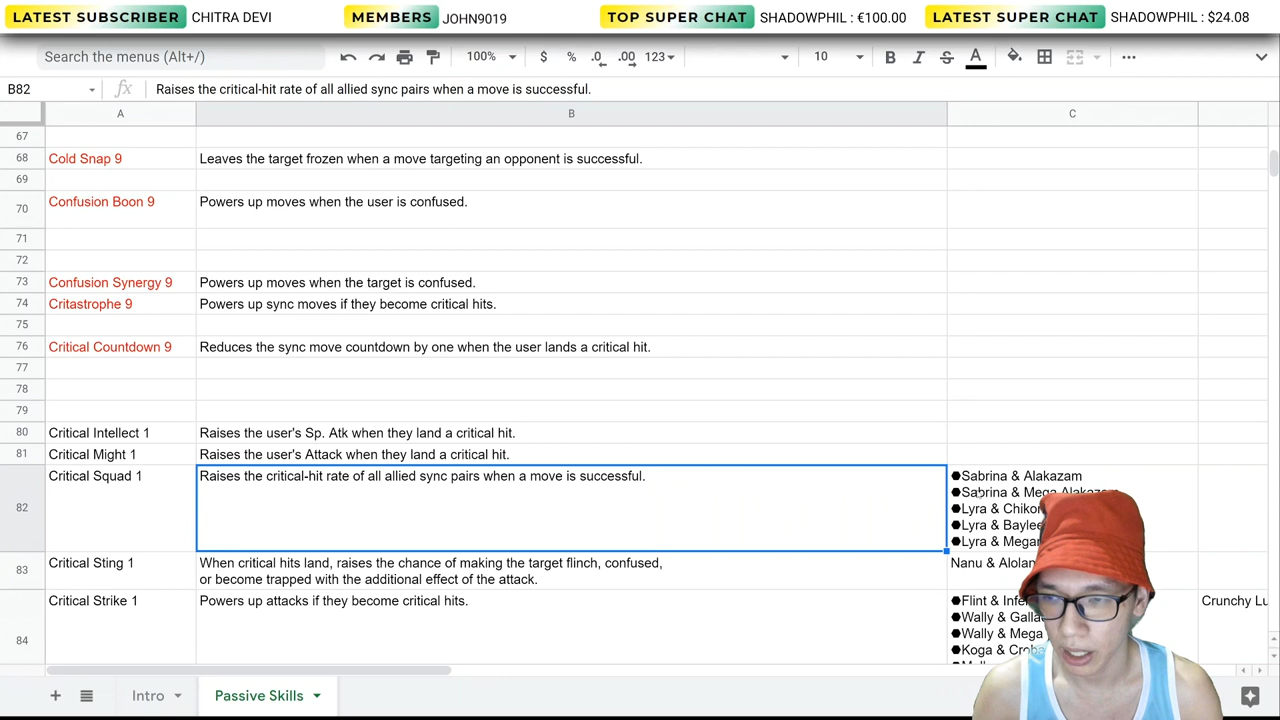 LATEST SUBSCRIBER CHITRA DEVI MEMBERS JOHN9019 TOP SUPER CHAT SHADOWPHIL : €100.00 LATEST SUPER CHAT SHADOWPHIL : $24.08
Search the menus (Alt+/) 100% $ % .0 .00 123 10 B I S A
B82 fx Raises the critical-hit rate of all allied sync pairs when a move is successful.
A B C
67
68 Cold Snap 9 Leaves the target frozen when a move targeting an opponent is successful.
69
70 Confusion Boon 9 Powers up moves when the user is confused.
71
72
73 Confusion Synergy 9 Powers up moves when the target is confused.
74 Critastrophe 9 Powers up sync moves if they become critical hits.
75
76 Critical Countdown 9 Reduces the sync move countdown by one when the user lands a critical hit.
77
78
79
80 Critical Intellect 1 Raises the user's Sp. Atk when they land a critical hit.
81 Critical Might 1 Raises the user's Attack when they land a critical hit.
82 Critical Squad 1 Raises the critical-hit rate of all allied sync pairs when a move is successful. Sabrina & Alakazam
Sabrina & Mega Alakazam
Lyra &
Lyra &
Lyra &
83 Critical Sting 1 When critical hits land, raises the chance of making the target flinch, confused, Nanu &
or become trapped with the additional effect of the attack.
84 Critical Strike 1 Powers up attacks if they become critical hits. Flint & Crunchy
Wally &
Wally & Mega
Koga &
Intro Passive Skills